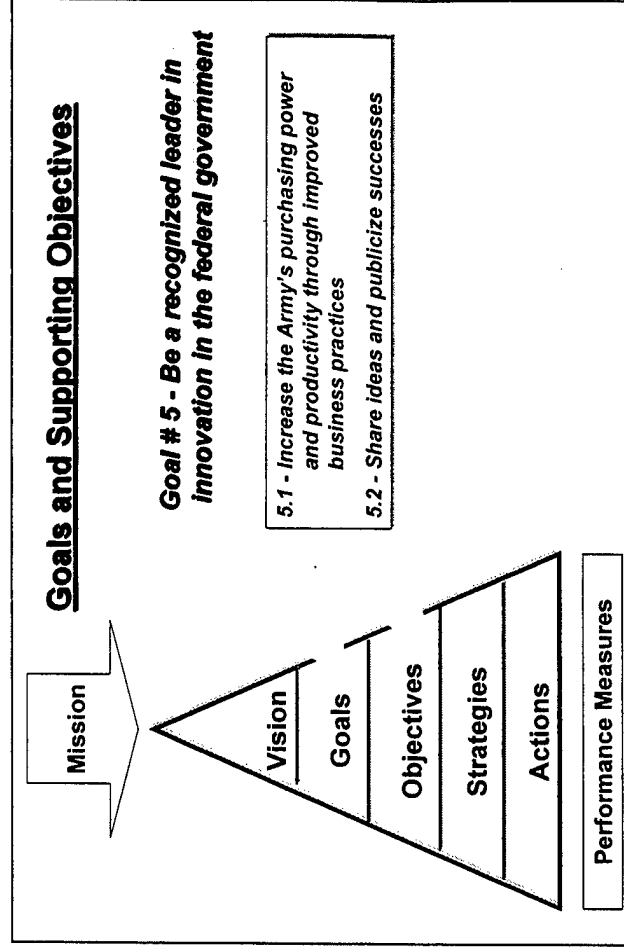 Goals and Supporting Objectives
Mission
Vision
Goals
Objectives
Strategies
Actions
Performance Measures
Goal # 5 - Be a recognized leader in
innovation in the federal government
5.1 - Increase the Army's purchasing power
and productivity through improved
business practices
5.2 - Share ideas and publicize successes